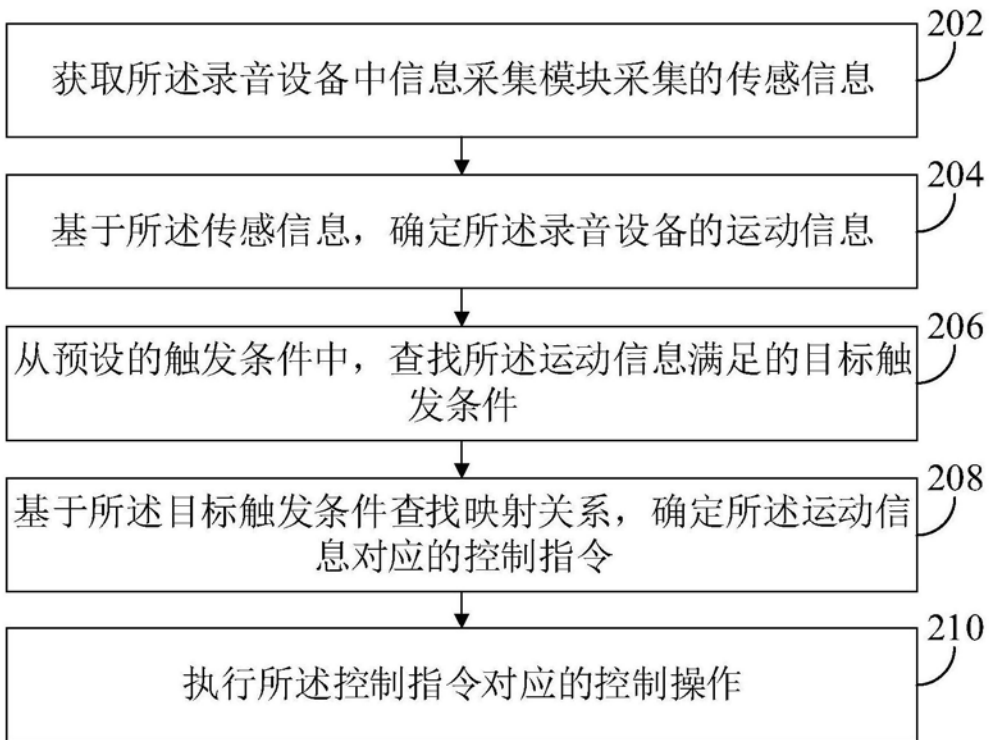 202
获取所述录音设备中信息采集模块采集的传感信息
204
基于所述传感信息，确定所述录音设备的运动信息
206
从预设的触发条件中，查找所述运动信息满足的目标触
发条件
208
基于所述目标触发条件查找映射关系，确定所述运动信
息对应的控制指令
210
执行所述控制指令对应的控制操作